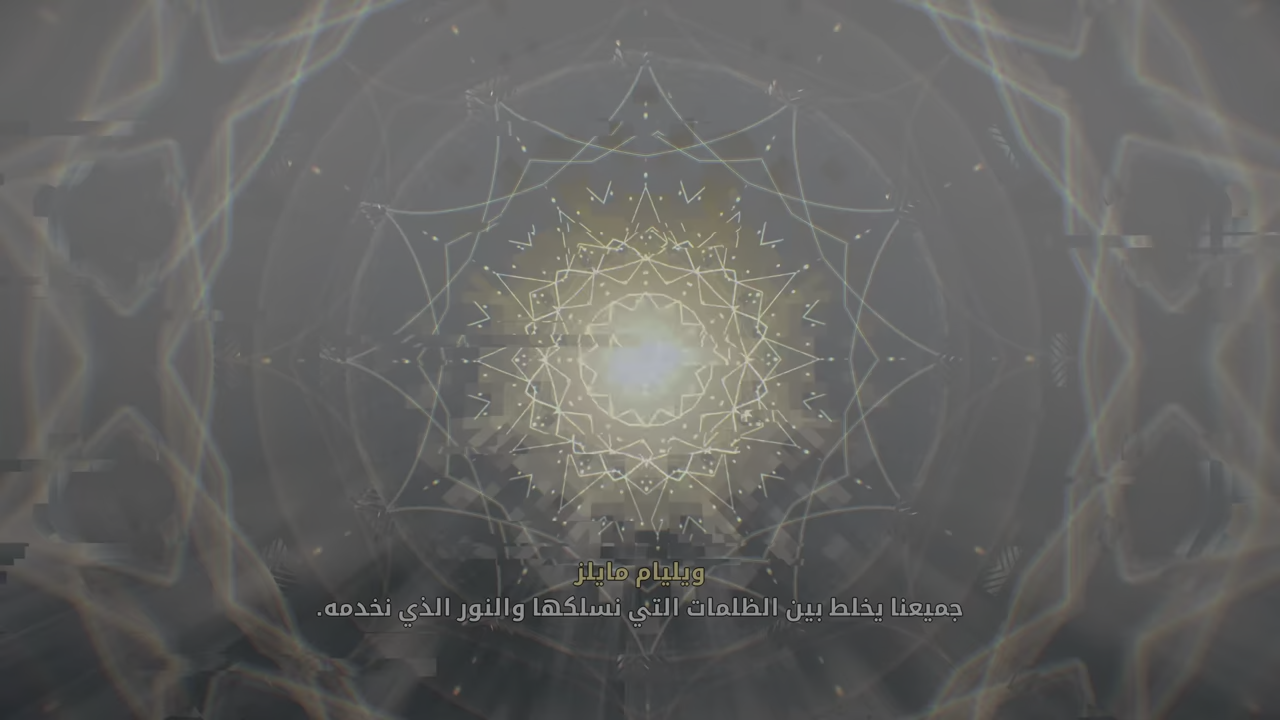 ويليام مايلز
جميعنا يخلط بين الظلمات التي نسلكها والنور الذي نخدمه.